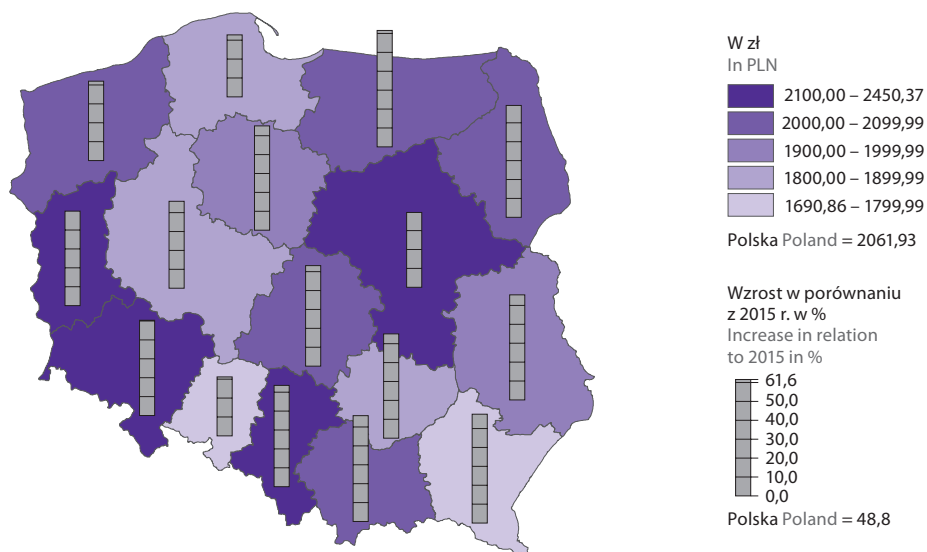 W zł
In PLN
2100,00 – 2450,37
2000,00 – 2099,99
1900,00 – 1999,99
1800,00 – 1899,99
1690,86 – 1799,99
Polska Poland = 2061,93
Wzrost w porównaniu
z 2015 r. w %
Increase in relation
to 2015 in %
61,6
50,0
40,0
30,0
20,0
10,0
0,0
Polska Poland = 48,8